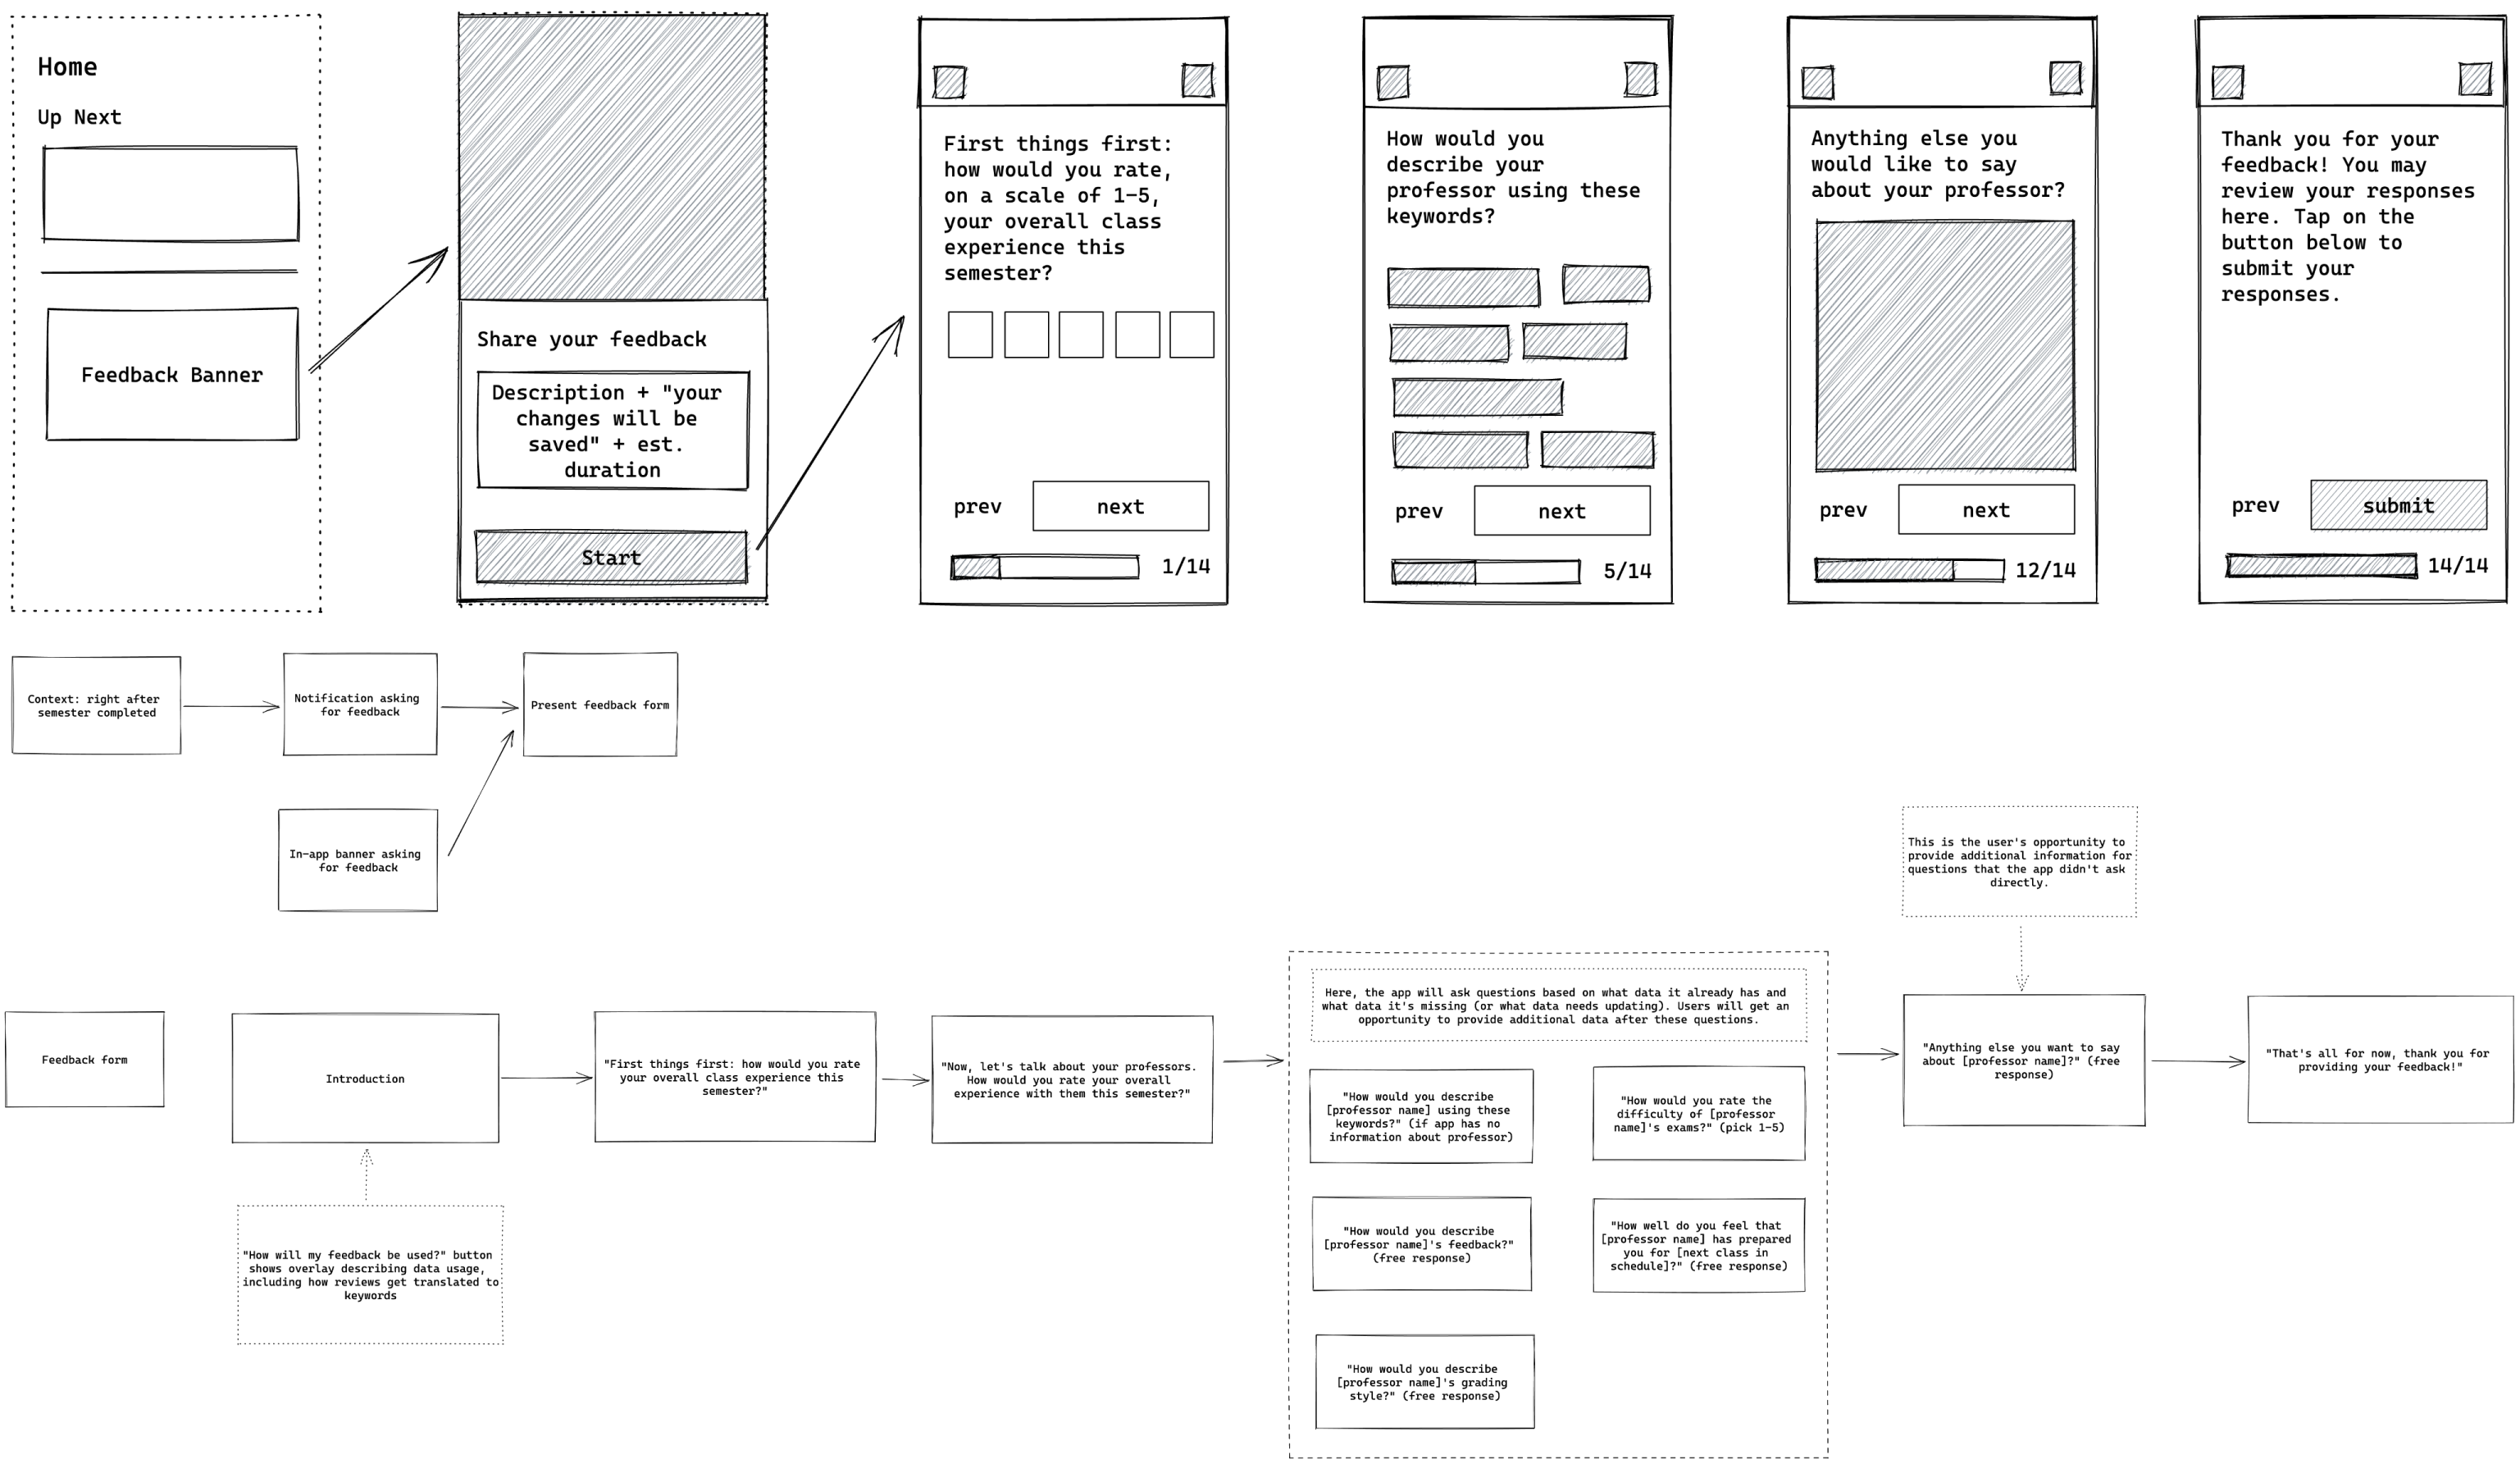 Home
Up Next
Feedback Banner
Share your feedback
Description + "your
changes will be
saved" + est.
duration
Start
First things first:
how would you rate,
on a scale of 1-5,
your overall class
experience this
semester?
prev
next
1/14
How would you
describe your
professor using these
keywords?
prev
next
5/14
Anything else you
would like to say
about your professor?
prev
next
12/14
Thank you for your
feedback! You may
review your responses
here. Tap on the
button below to
submit your
responses.
prev
submit
14/14
Context: right after
semester completed
Notification asking
for feedback
Present feedback form
In-app banner asking
for feedback
Feedback form
Introduction
"How will my feedback be used?" button
shows overlay describing data usage,
including how reviews get translated to
keywords
"First things first: how would you rate
your overall class experience this
semester?"
"Now, let's talk about your professors.
How would you rate your overall
experience with them this semester?"
Here, the app will ask questions based on what data it already has and
what data it's missing (or what data needs updating). Users will get an
opportunity to provide additional data after these questions.
"How would you describe
[professor name] using these
keywords?" (if app has no
information about professor)
"How would you rate the
difficulty of [professor
name]'s exams?" (pick 1-5)
"How would you describe
[professor name]'s feedback?"
(free response)
"How well do you feel that
[professor name] has prepared
you for [next class in
schedule]?" (free response)
"How would you describe
[professor name]'s grading
style?" (free response)
This is the user's opportunity to
provide additional information for
questions that the app didn't ask
directly.
"Anything else you want to say
about [professor name]?" (free
response)
"That's all for now, thank you for
providing your feedback!"